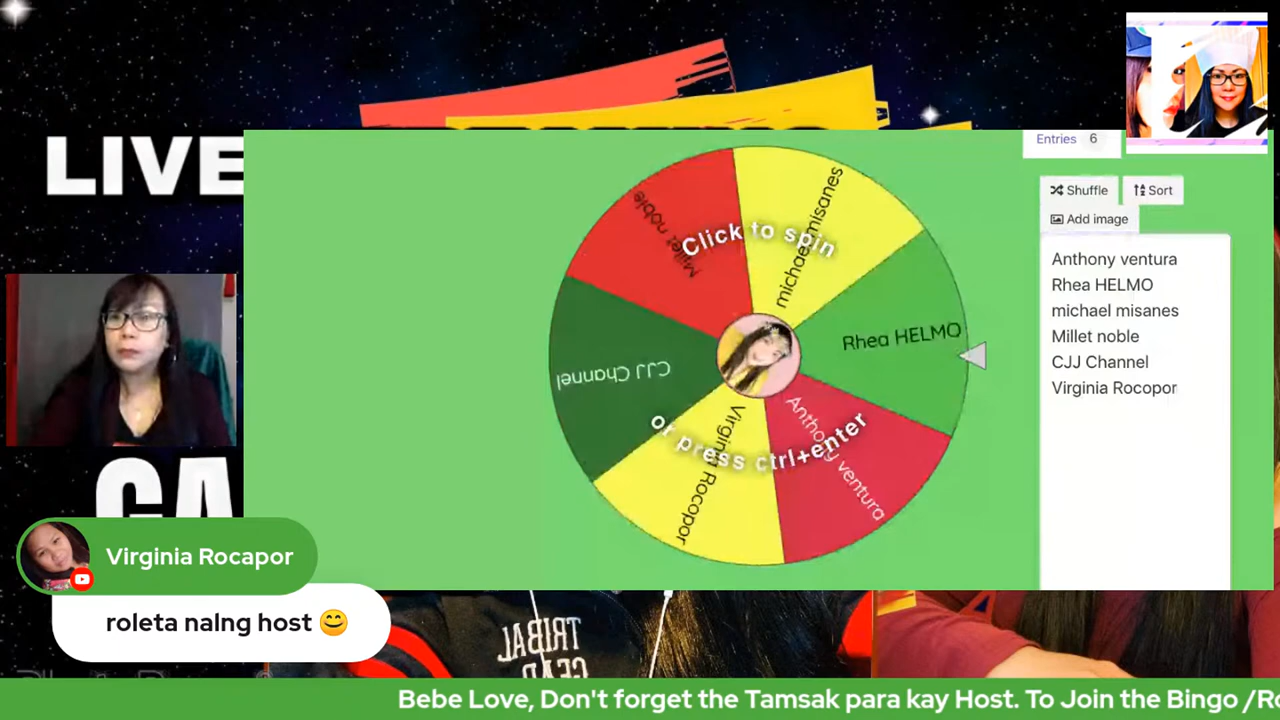 LIVE
Entries 6
Shuffle
Sort
Add image
Anthony ventura
Rhea HELMO
michael misanes
Millet noble
CJJ Channel
Virginia Rocopor
Millet noble
michael misanes
Click to spin
Rhea HELMO
CJJ Channel
or press ctrl+enter
Virginia Rocopor
Anthony ventura
CA
Virginia Rocapor
roleta nalng host 😊
TRIBAL
GEAR
Bebe Love, Don't forget the Tamsak para kay Host. To Join the Bingo /Ro